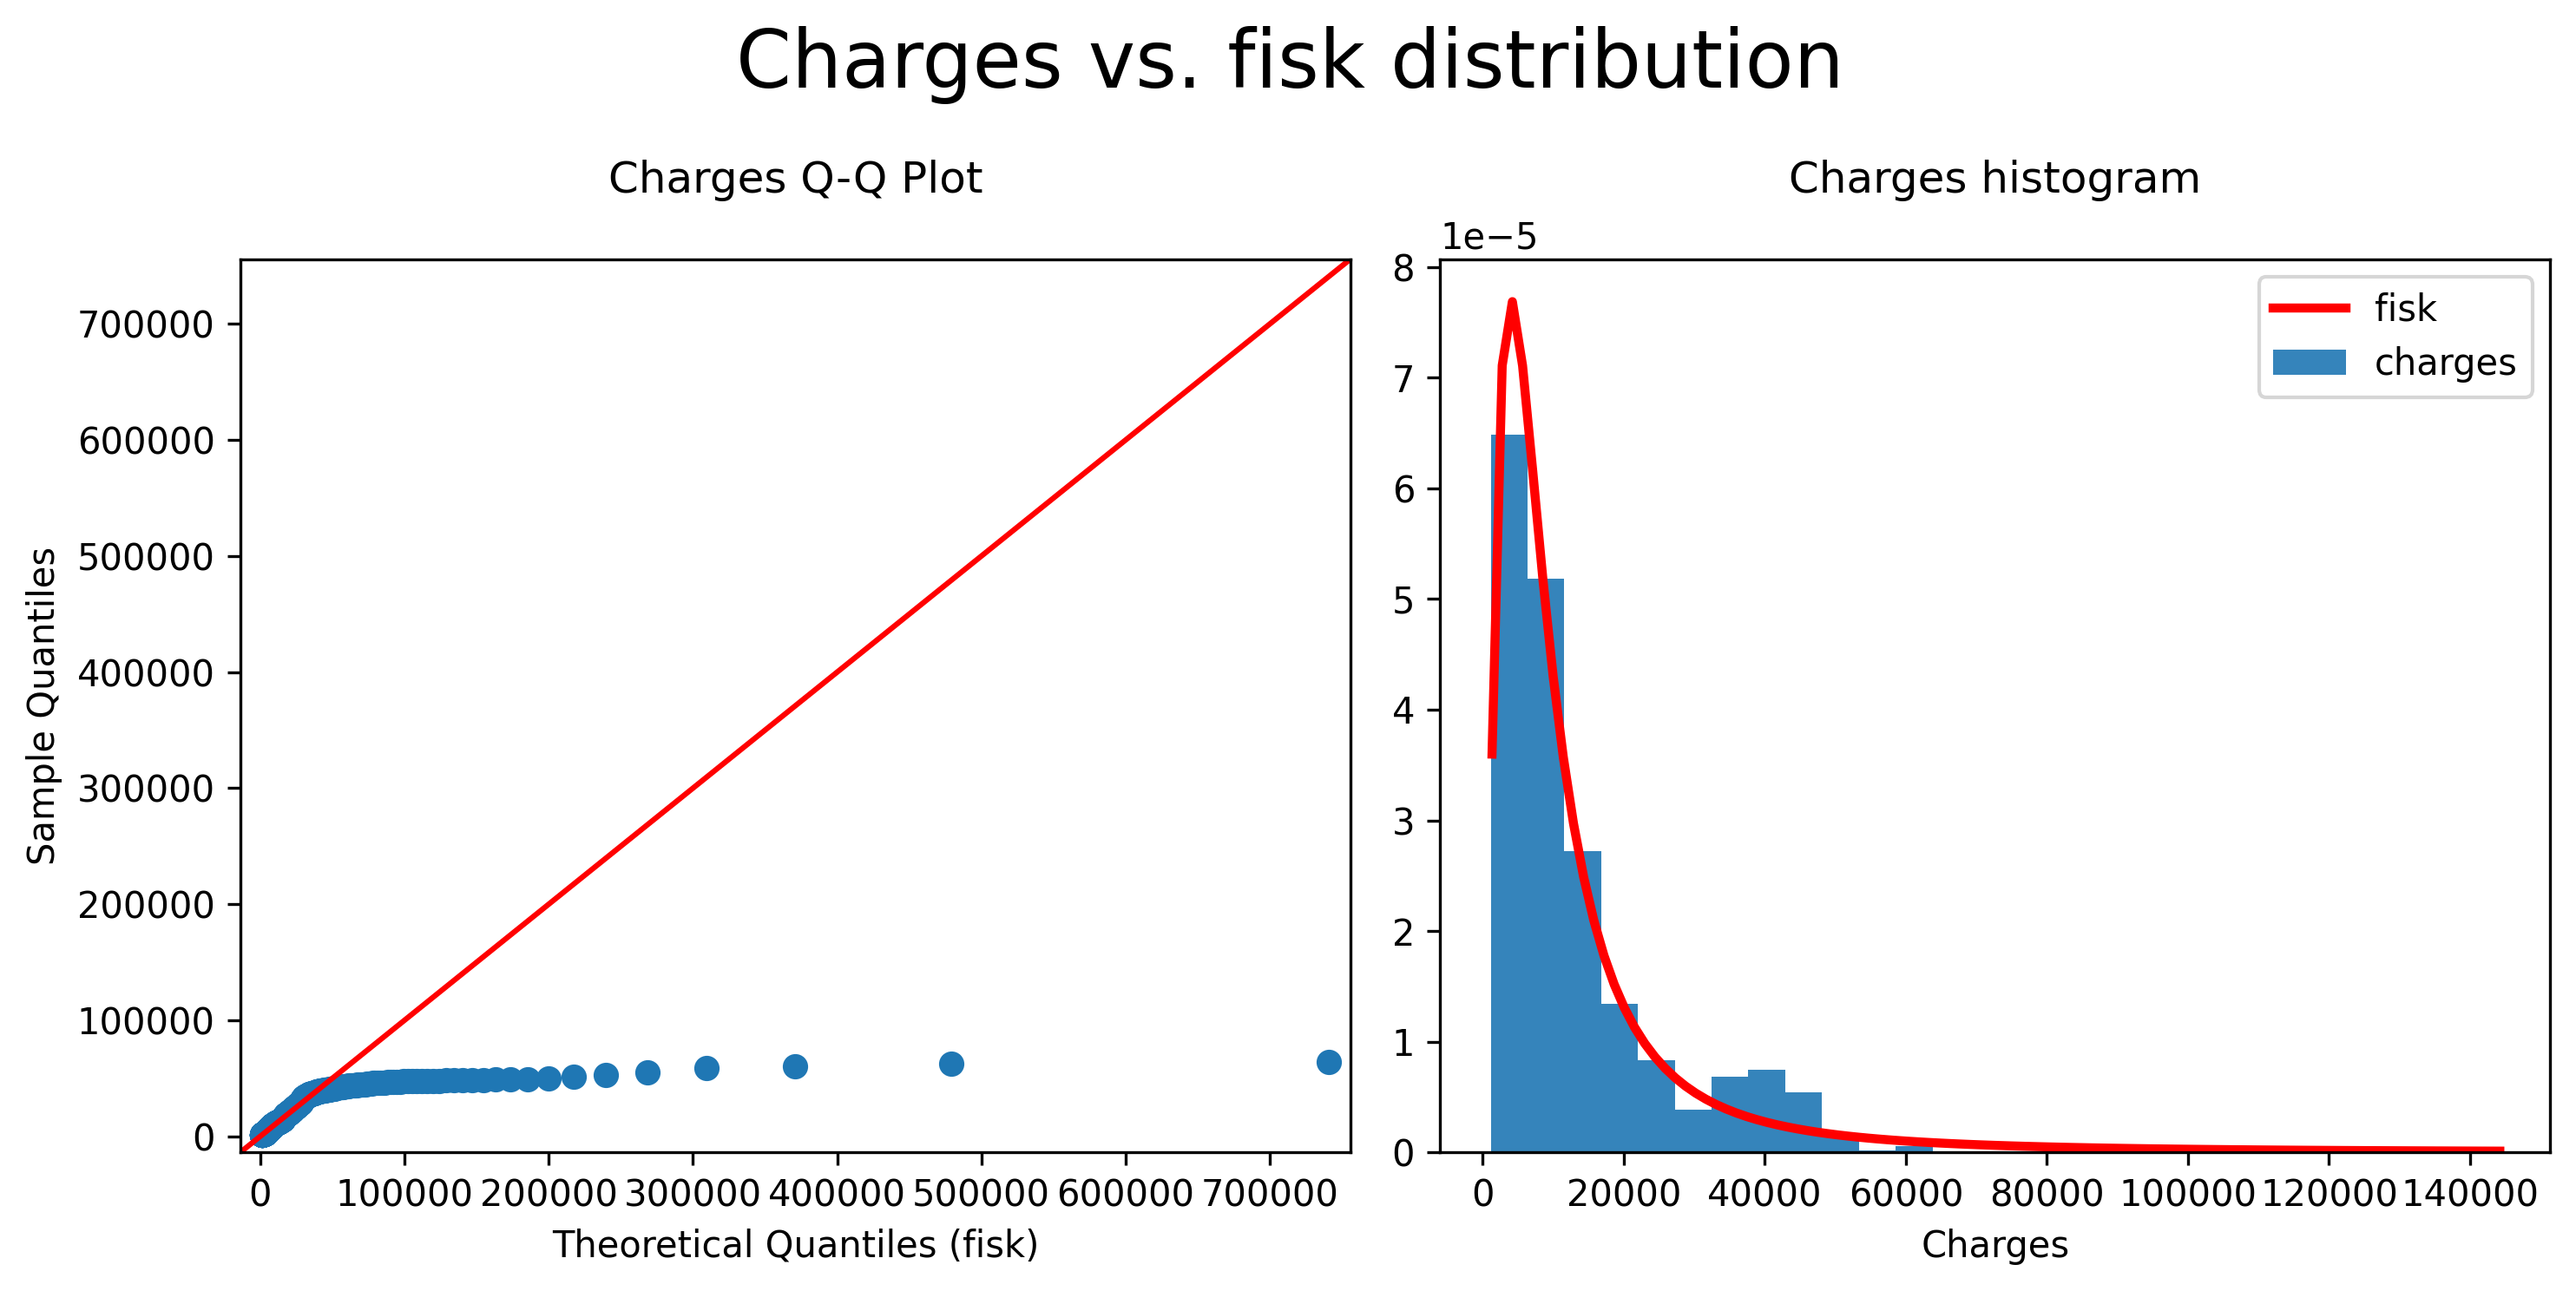 Charges vs. fisk distribution
Charges Q-Q Plot
700000
600000
500000
400000
300000
200000
100000
0
Sample Quantiles
0 100000 200000 300000 400000 500000 600000 700000
Theoretical Quantiles (fisk)
Charges histogram
1e−5
8
7
6
5
4
3
2
1
0
fisk
charges
0 20000 40000 60000 80000 100000 120000 140000
Charges